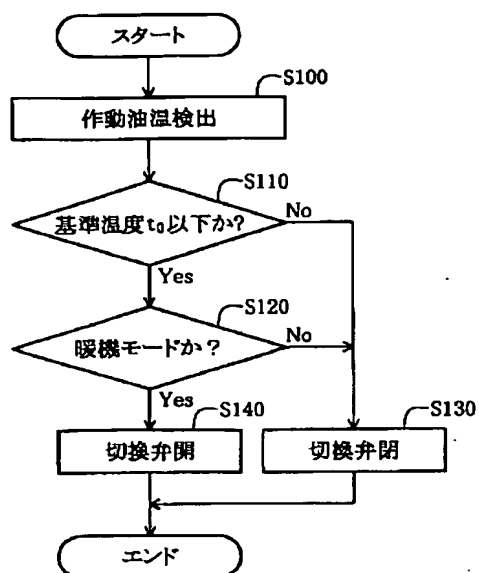 スタート
S100
作動油温検出
S110
基準温度t₀以下か?
No
Yes
S120
暖機モードか?
No
Yes
S140
切換弁開
S130
切換弁閉
エンド